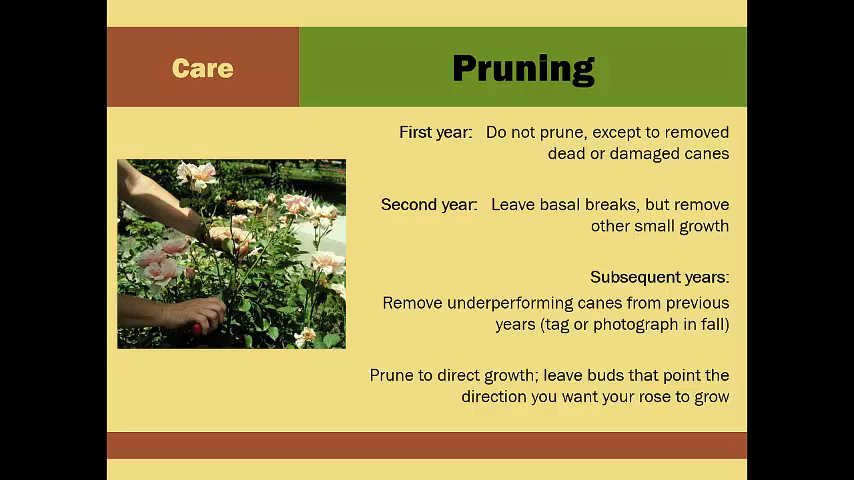 Care
Pruning
First year: Do not prune, except to removed
dead or damaged canes
Second year: Leave basal breaks, but remove
other small growth
Subsequent years:
Remove underperforming canes from previous
years (tag or photograph in fall)
Prune to direct growth; leave buds that point the
direction you want your rose to grow